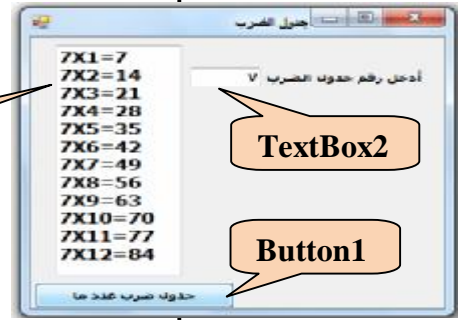 جدول الضرب
أدخل رقم جدول الضرب
٧
7X1=7
7X2=14
7X3=21
7X4=28
7X5=35
7X6=42
7X7=49
7X8=56
7X9=63
7X10=70
7X11=77
7X12=84
TextBox2
Button1
جدول ضرب عدد ما